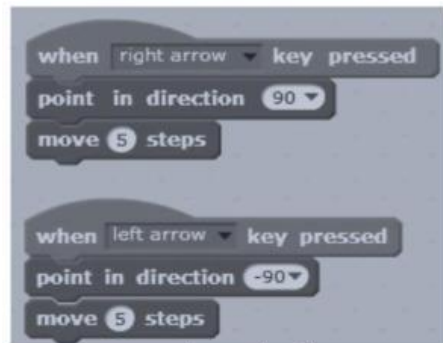 when right arrow key pressed
point in direction 90
move 5 steps
when left arrow key pressed
point in direction -90
move 5 steps